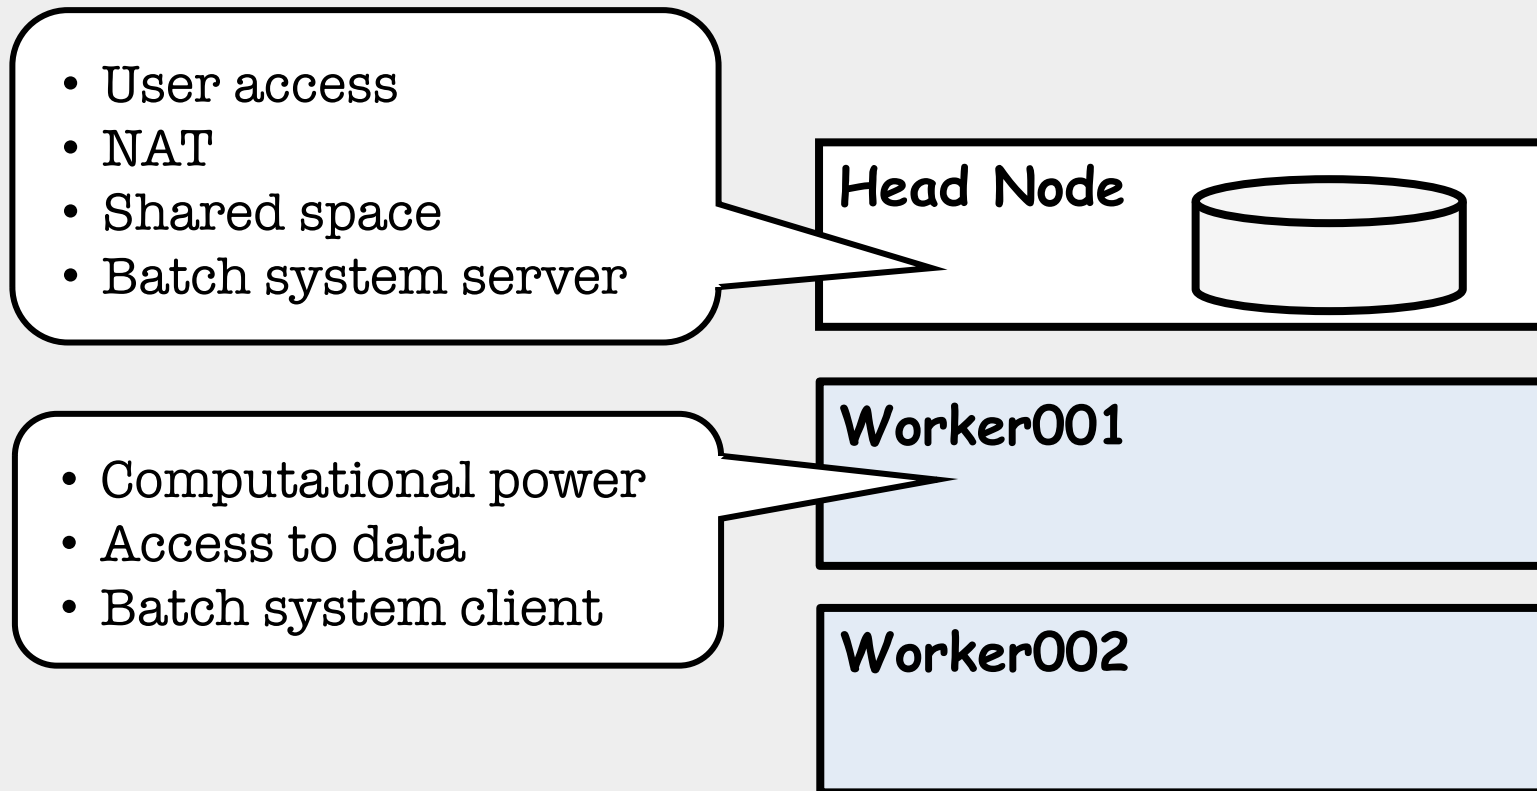 • User access
• NAT
• Shared space
• Batch system server
Head Node
Worker001
• Computational power
• Access to data
• Batch system client
Worker002